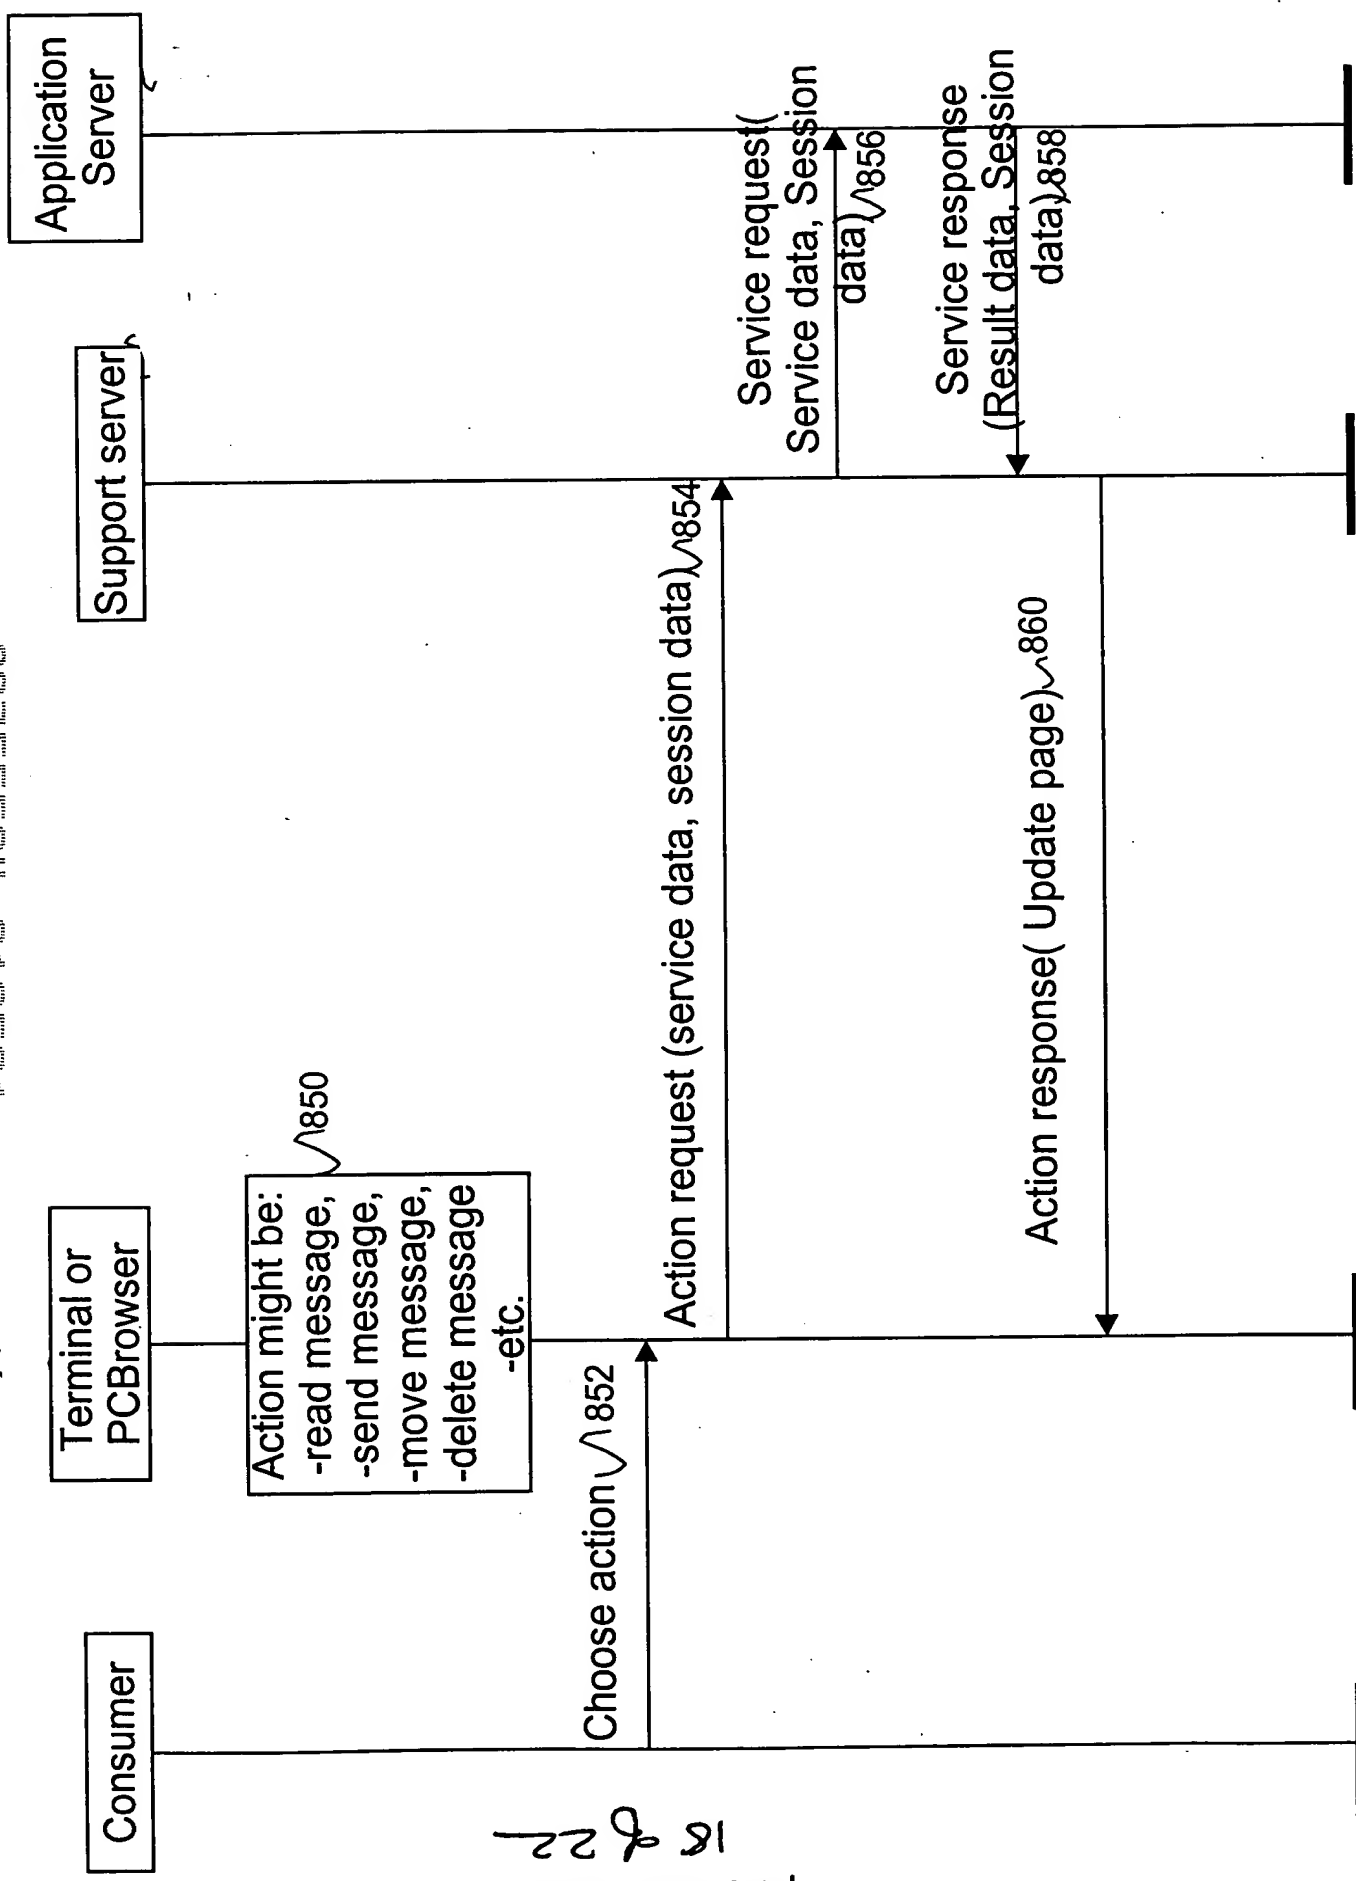 Consumer
Terminal or
PCBrowser
Support server
Application
Server
Action might be:
-read message,
-send message,
-move message,
-delete message
-etc.
850
Choose action 852
Action request (service data, session data) 854
Service request(
Service data, Session
data) 856
Service response
(Result data, Session
data) 858
Action response( Update page) 860
18 of 22